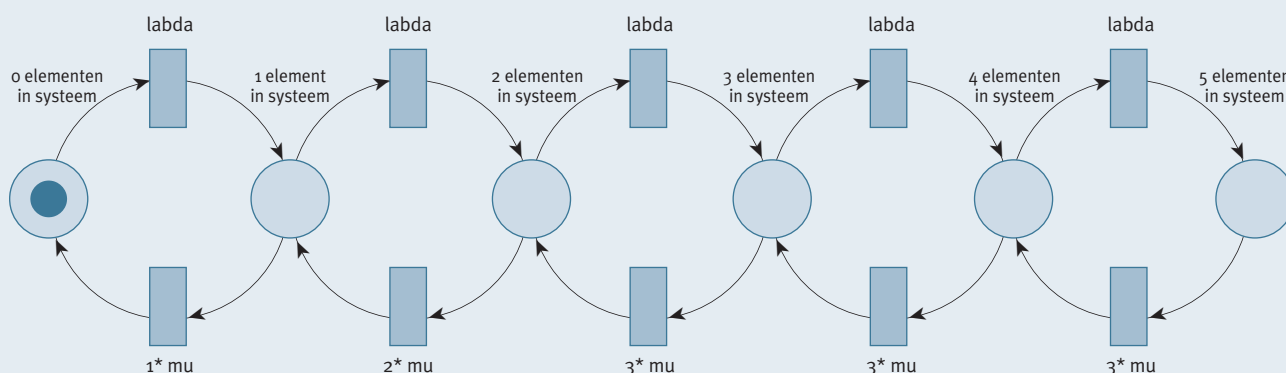 labda
labda
labda
labda
labda
0 elementen
in systeem
1 element
in systeem
2 elementen
in systeem
3 elementen
in systeem
4 elementen
in systeem
5 elementen
in systeem
1* mu
2* mu
3* mu
3* mu
3* mu